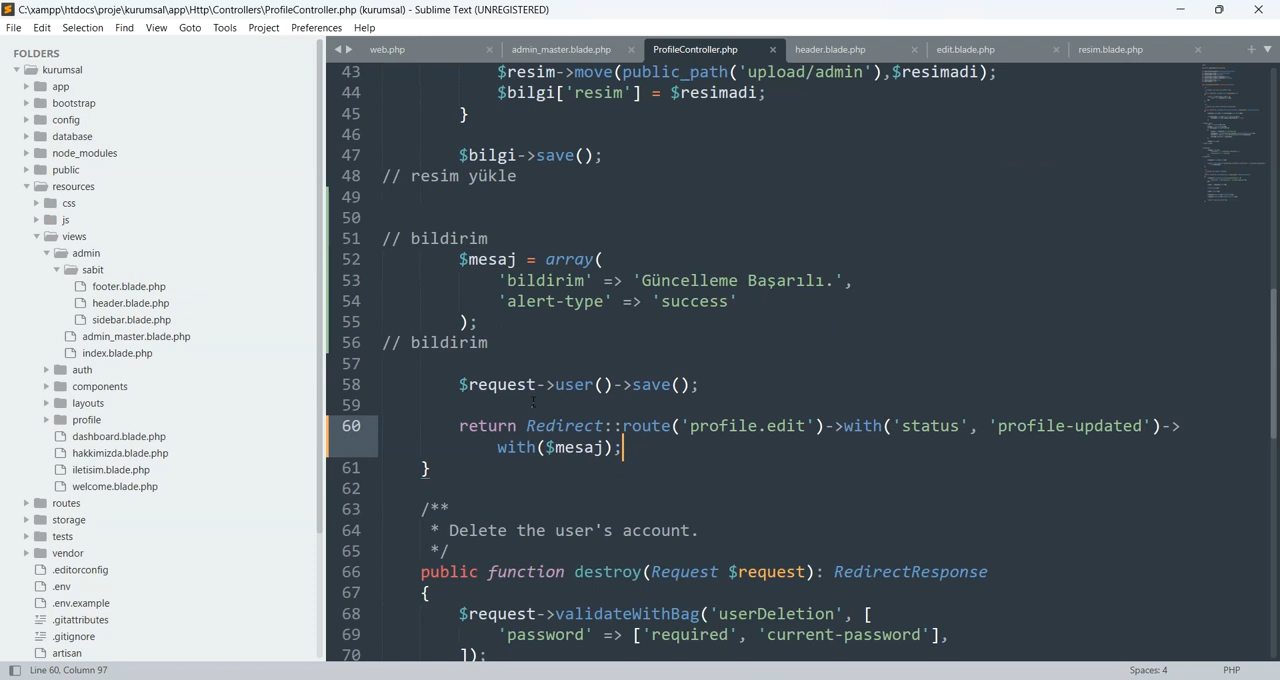 C:\xampp\htdocs\proje\kurumsal\app\Http\Controllers\ProfileController.php (kurumsal) - Sublime Text (UNREGISTERED)
File Edit Selection Find View Goto Tools Project Preferences Help
FOLDERS
kurumsal
app
bootstrap
config
database
node_modules
public
resources
css
js
views
admin
sabit
footer.blade.php
header.blade.php
sidebar.blade.php
admin_master.blade.php
index.blade.php
auth
components
layouts
profile
dashboard.blade.php
hakkimizda.blade.php
iletisim.blade.php
welcome.blade.php
routes
storage
tests
vendor
.editorconfig
.env
.env.example
.gitattributes
.gitignore
artisan
web.php admin_master.blade.php ProfileController.php header.blade.php edit.blade.php resim.blade.php
43 $resim->move(public_path('upload/admin'),$resimadi);
44 $bilgi['resim'] = $resimadi;
45 }
46
47 $bilgi->save();
48 // resim yükle
49
50
51 // bildirim
52 $mesaj = array(
53 'bildirim' => 'Güncelleme Başarılı.',
54 'alert-type' => 'success'
55 );
56 // bildirim
57
58 $request->user()->save();
59
60 return Redirect::route('profile.edit')->with('status', 'profile-updated')->
with($mesaj);
61 }
62
63 /**
64 * Delete the user's account.
65 */
66 public function destroy(Request $request): RedirectResponse
67 {
68 $request->validateWithBag('userDeletion', [
69 'password' => ['required', 'current-password'],
70 ]);
Line 60, Column 97 Spaces: 4 PHP